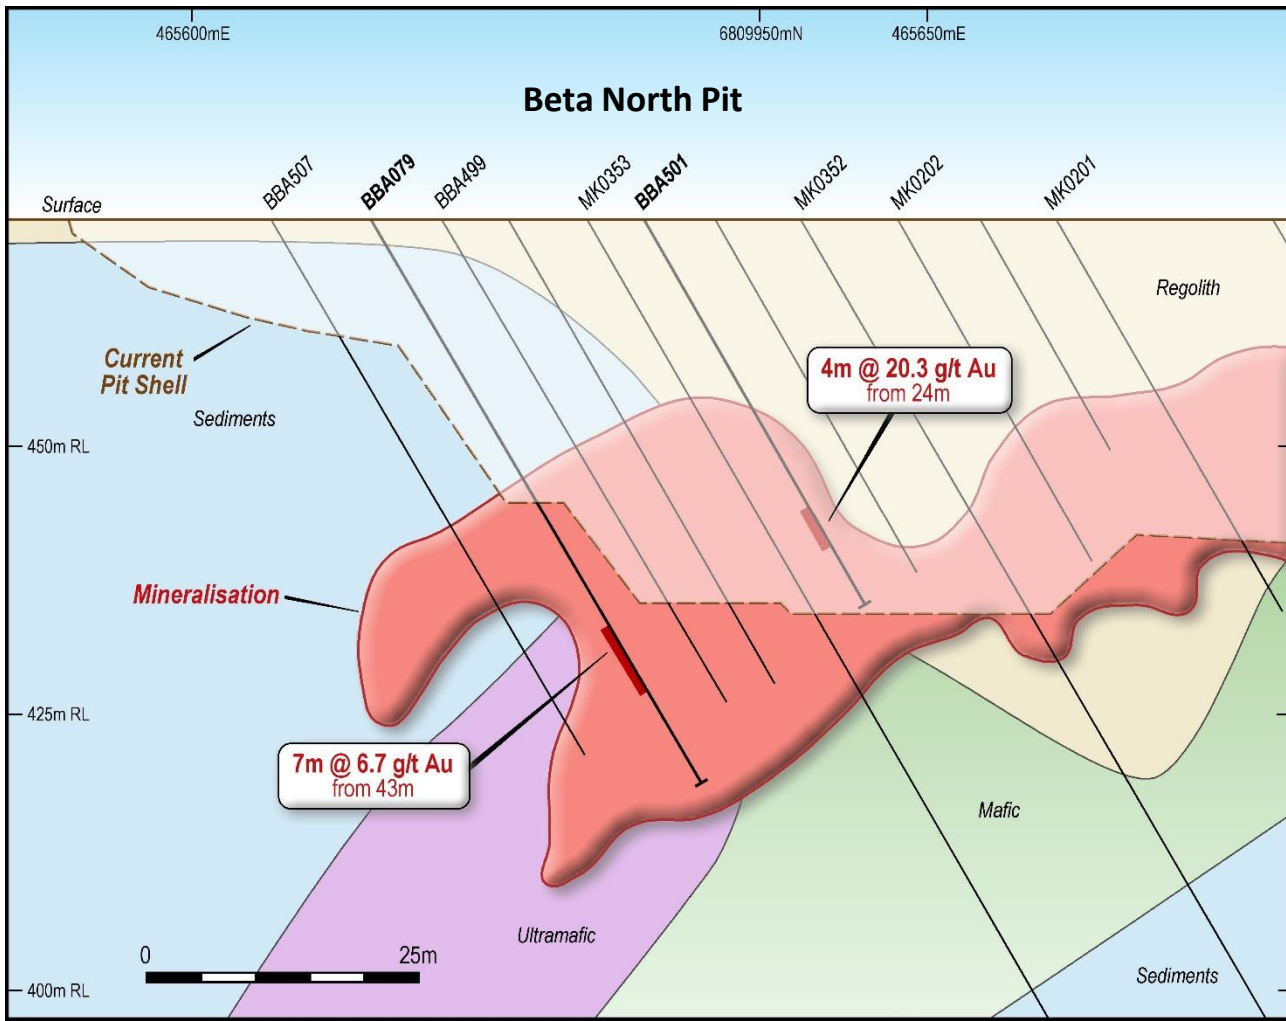 465600mE
6809950mN
465650mE
Beta North Pit
BBA507
BBA079
BBA499
MK0353
BBA501
MK0352
MK0202
MK0201
Surface
Regolith
Current
Pit Shell
4m @ 20.3 g/t Au
from 24m
Sediments
450m RL
Mineralisation
425m RL
7m @ 6.7 g/t Au
from 43m
Mafic
Ultramafic
0
25m
Sediments
400m RL